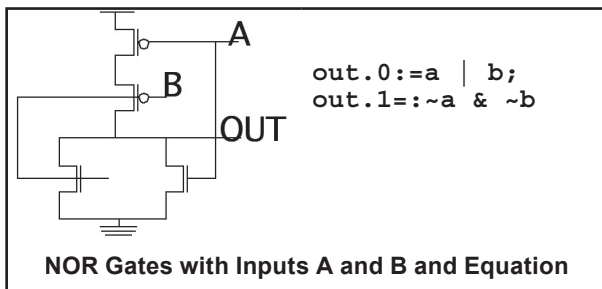 A
B
OUT
out.0:=a | b;
out.1=:~a & ~b
NOR Gates with Inputs A and B and Equation